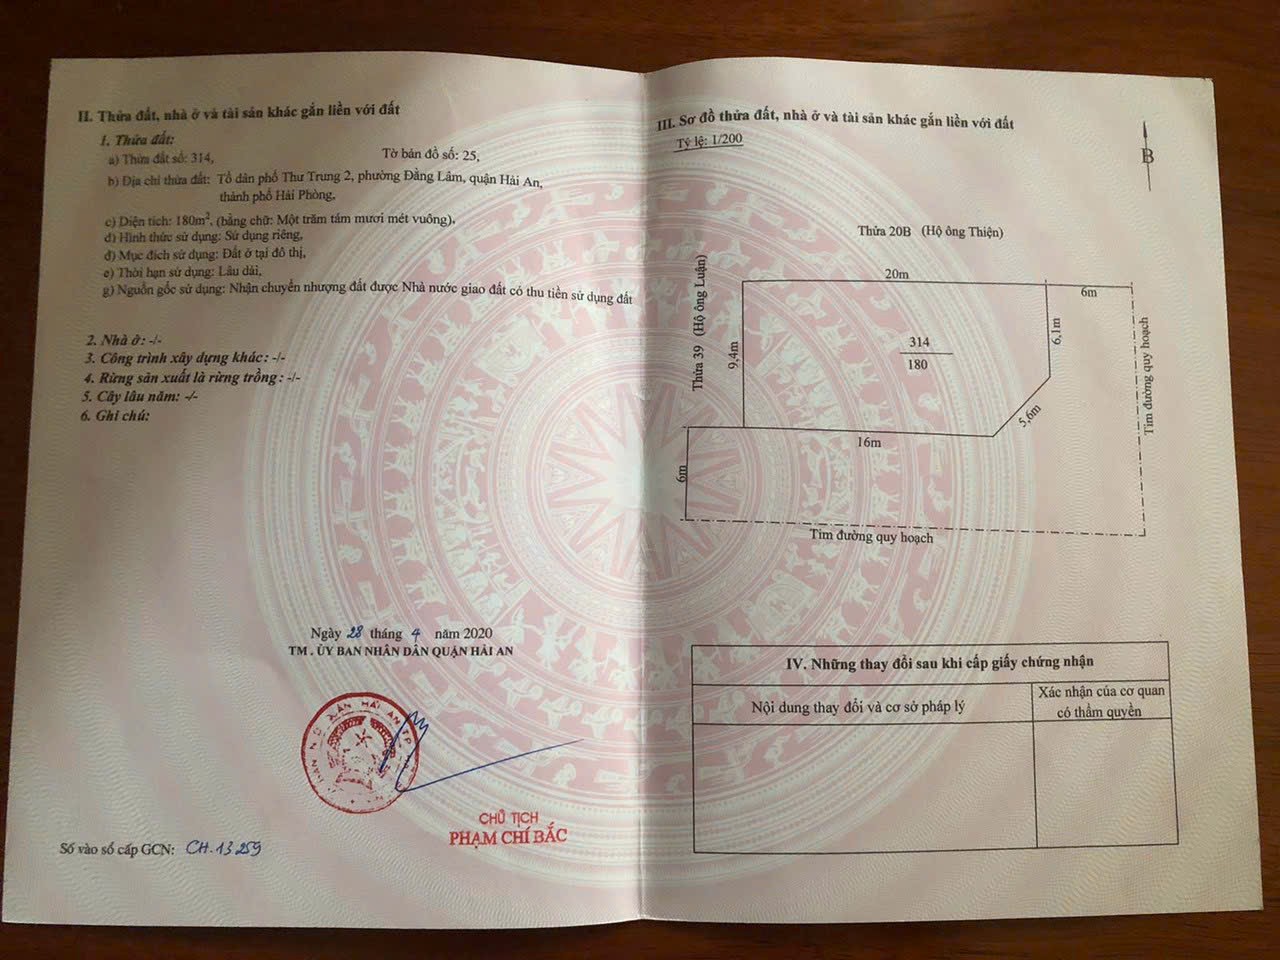 II. Thửa đất, nhà ở và tài sản khác gắn liền với đất
1. Thửa đất:
a) Thửa đất số: 314, Tờ bản đồ số: 25,
b) Địa chỉ thửa đất: Tổ dân phố Thư Trung 2, phường Đằng Lâm, quận Hải An,
thành phố Hải Phòng,
c) Diện tích: 180m², (bằng chữ: Một trăm tám mươi mét vuông),
d) Hình thức sử dụng: Sử dụng riêng,
đ) Mục đích sử dụng: Đất ở tại đô thị,
e) Thời hạn sử dụng: Lâu dài,
g) Nguồn gốc sử dụng: Nhận chuyển nhượng đất được Nhà nước giao đất có thu tiền sử dụng đất
2. Nhà ở: -/-
3. Công trình xây dựng khác: -/-
4. Rừng sản xuất là rừng trồng: -/-
5. Cây lâu năm: -/-
6. Ghi chú:
Ngày 28 tháng 4 năm 2020
TM. ỦY BAN NHÂN DÂN QUẬN HẢI AN
QUẬN HẢI AN T.P
CHỦ TỊCH
PHẠM CHÍ BẮC
Số vào sổ cấp GCN: CH.13259
III. Sơ đồ thửa đất, nhà ở và tài sản khác gắn liền với đất
Tỷ lệ: 1/200
B
Thửa 20B (Hộ ông Thiện)
20m
6m
Thửa 39 (Hộ ông Luận)
9,4m
314
180
6,1m
5,6m
16m
6m
Tim đường quy hoạch
Tim đường quy hoạch
IV. Những thay đổi sau khi cấp giấy chứng nhận
Nội dung thay đổi và cơ sở pháp lý
Xác nhận của cơ quan
có thẩm quyền